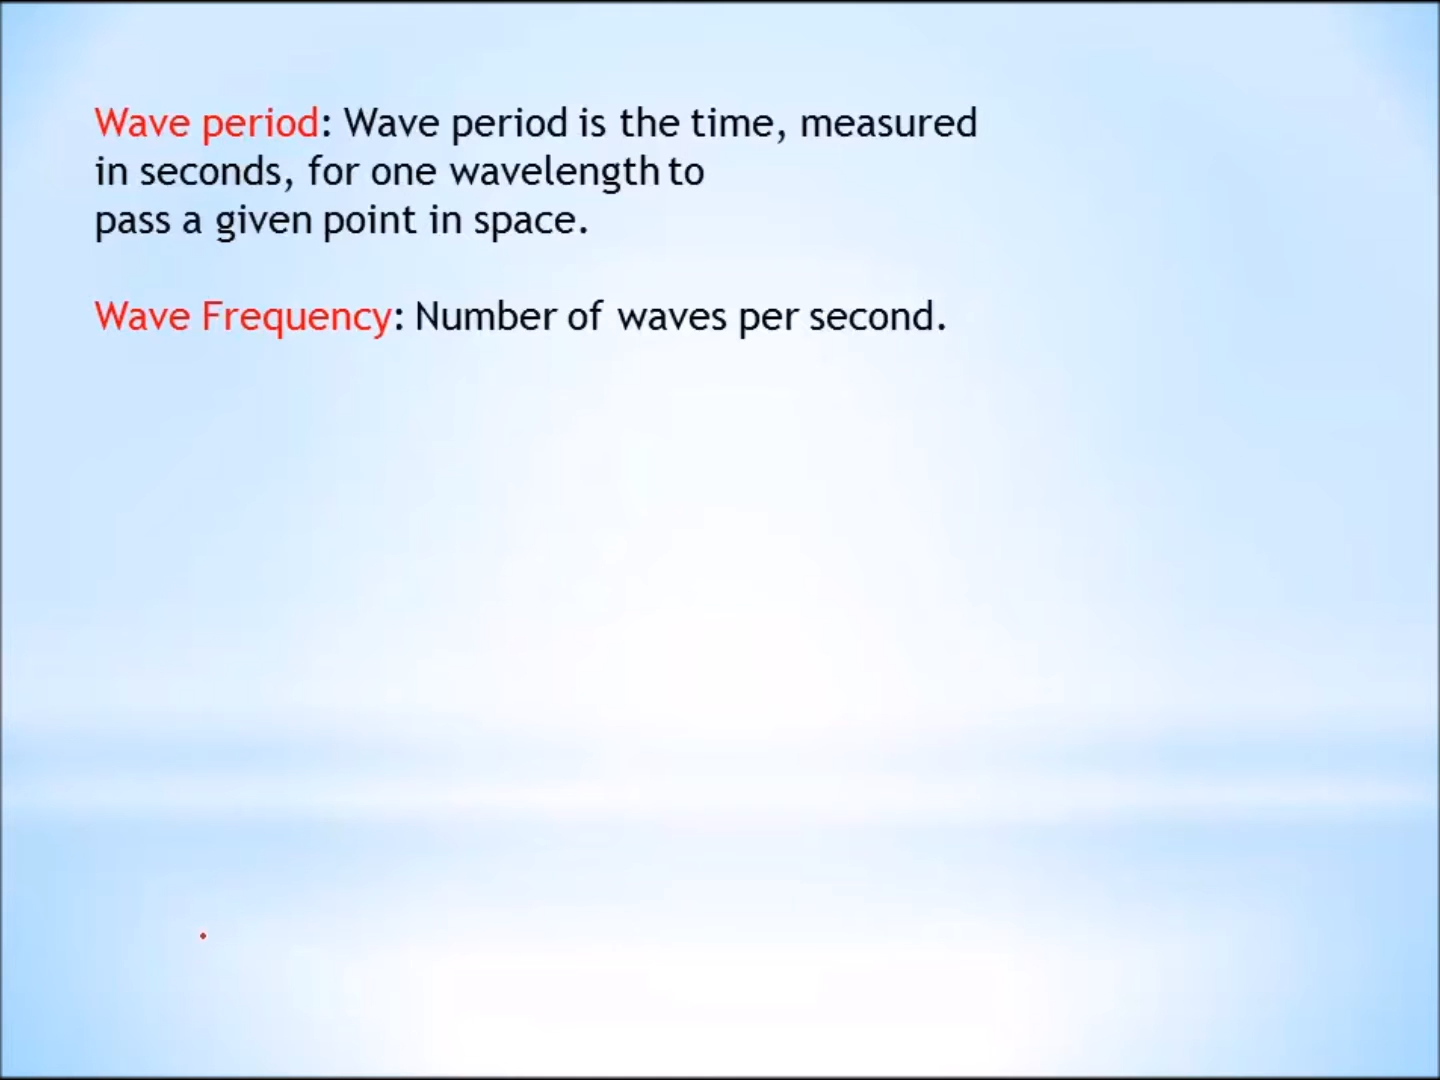 Wave period: Wave period is the time, measured
in seconds, for one wavelength to
pass a given point in space.
Wave Frequency: Number of waves per second.